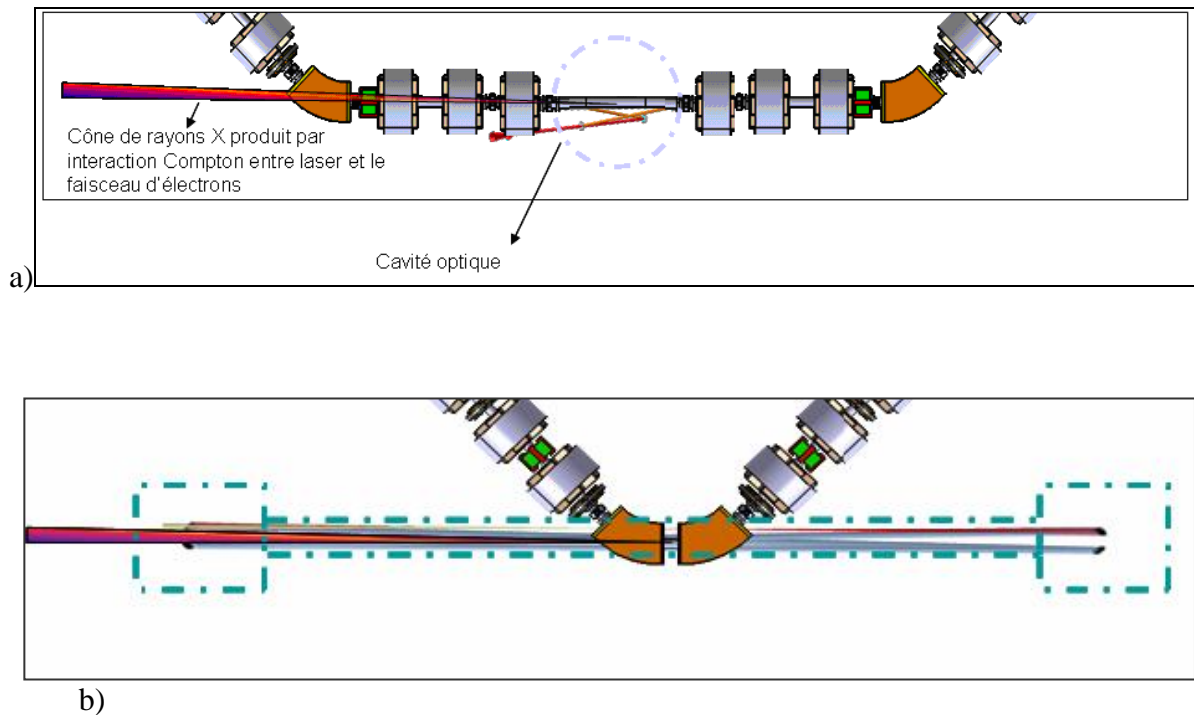 Cône de rayons X produit par
interaction Compton entre laser et le
faisceau d'électrons
Cavité optique
a)
b)